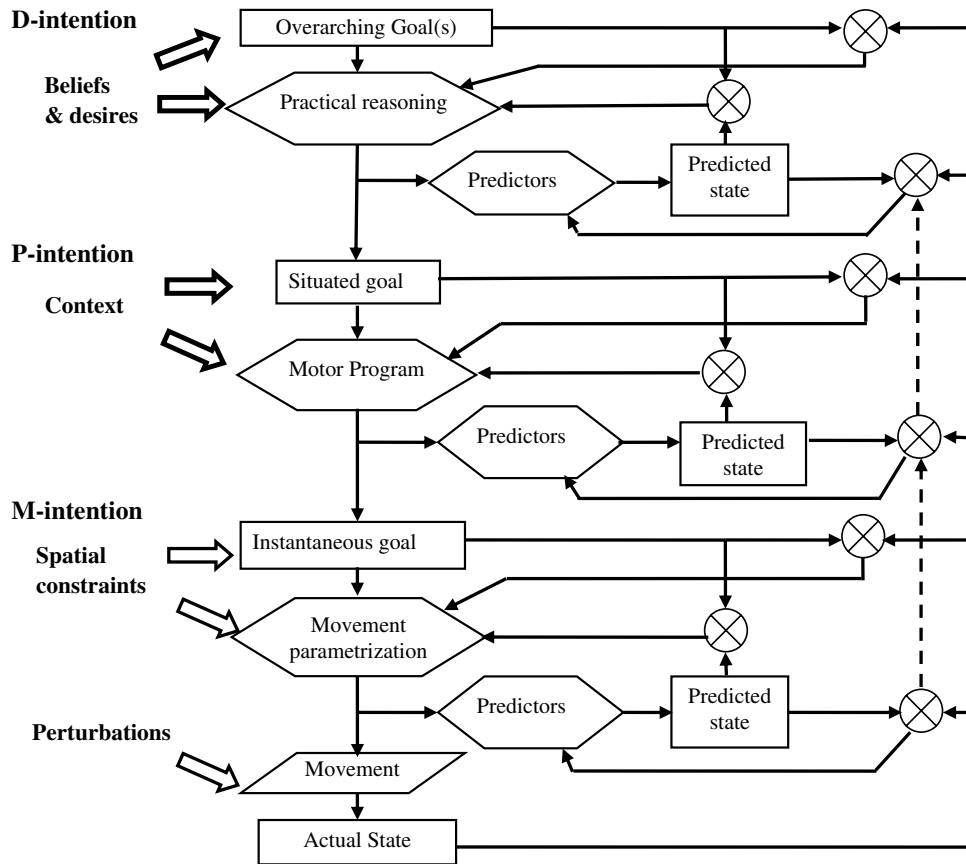 D-intention
Overarching Goal(s)
Beliefs
& desires
Practical reasoning
Predictors
Predicted
state
P-intention
Situated goal
Context
Motor Program
Predictors
Predicted
state
M-intention
Instantaneous goal
Spatial
constraints
Movement
parametrization
Predictors
Predicted
state
Perturbations
Movement
Actual State